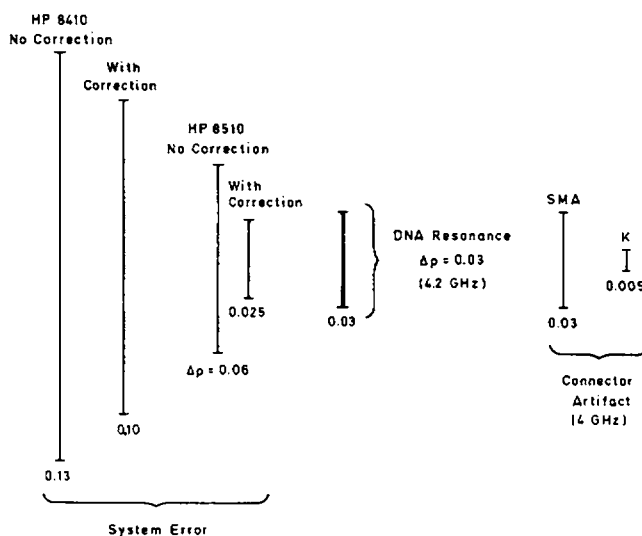 HP 8410
No Correction
With
Correction
HP 8510
No Correction
With
Correction
0.025
Δρ = 0.06
0.10
0.13
System Error
0.03
DNA Resonance
Δρ = 0.03
(4.2 GHz)
SMA
K
0.005
0.03
Connector
Artifact
(4 GHz)